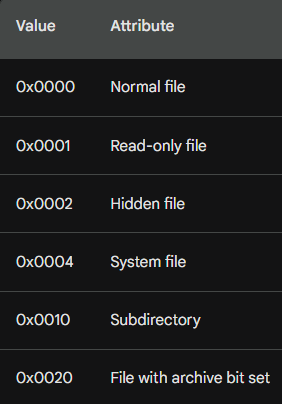 Value Attribute
0x0000 Normal file
0x0001 Read-only file
0x0002 Hidden file
0x0004 System file
0x0010 Subdirectory
0x0020 File with archive bit set